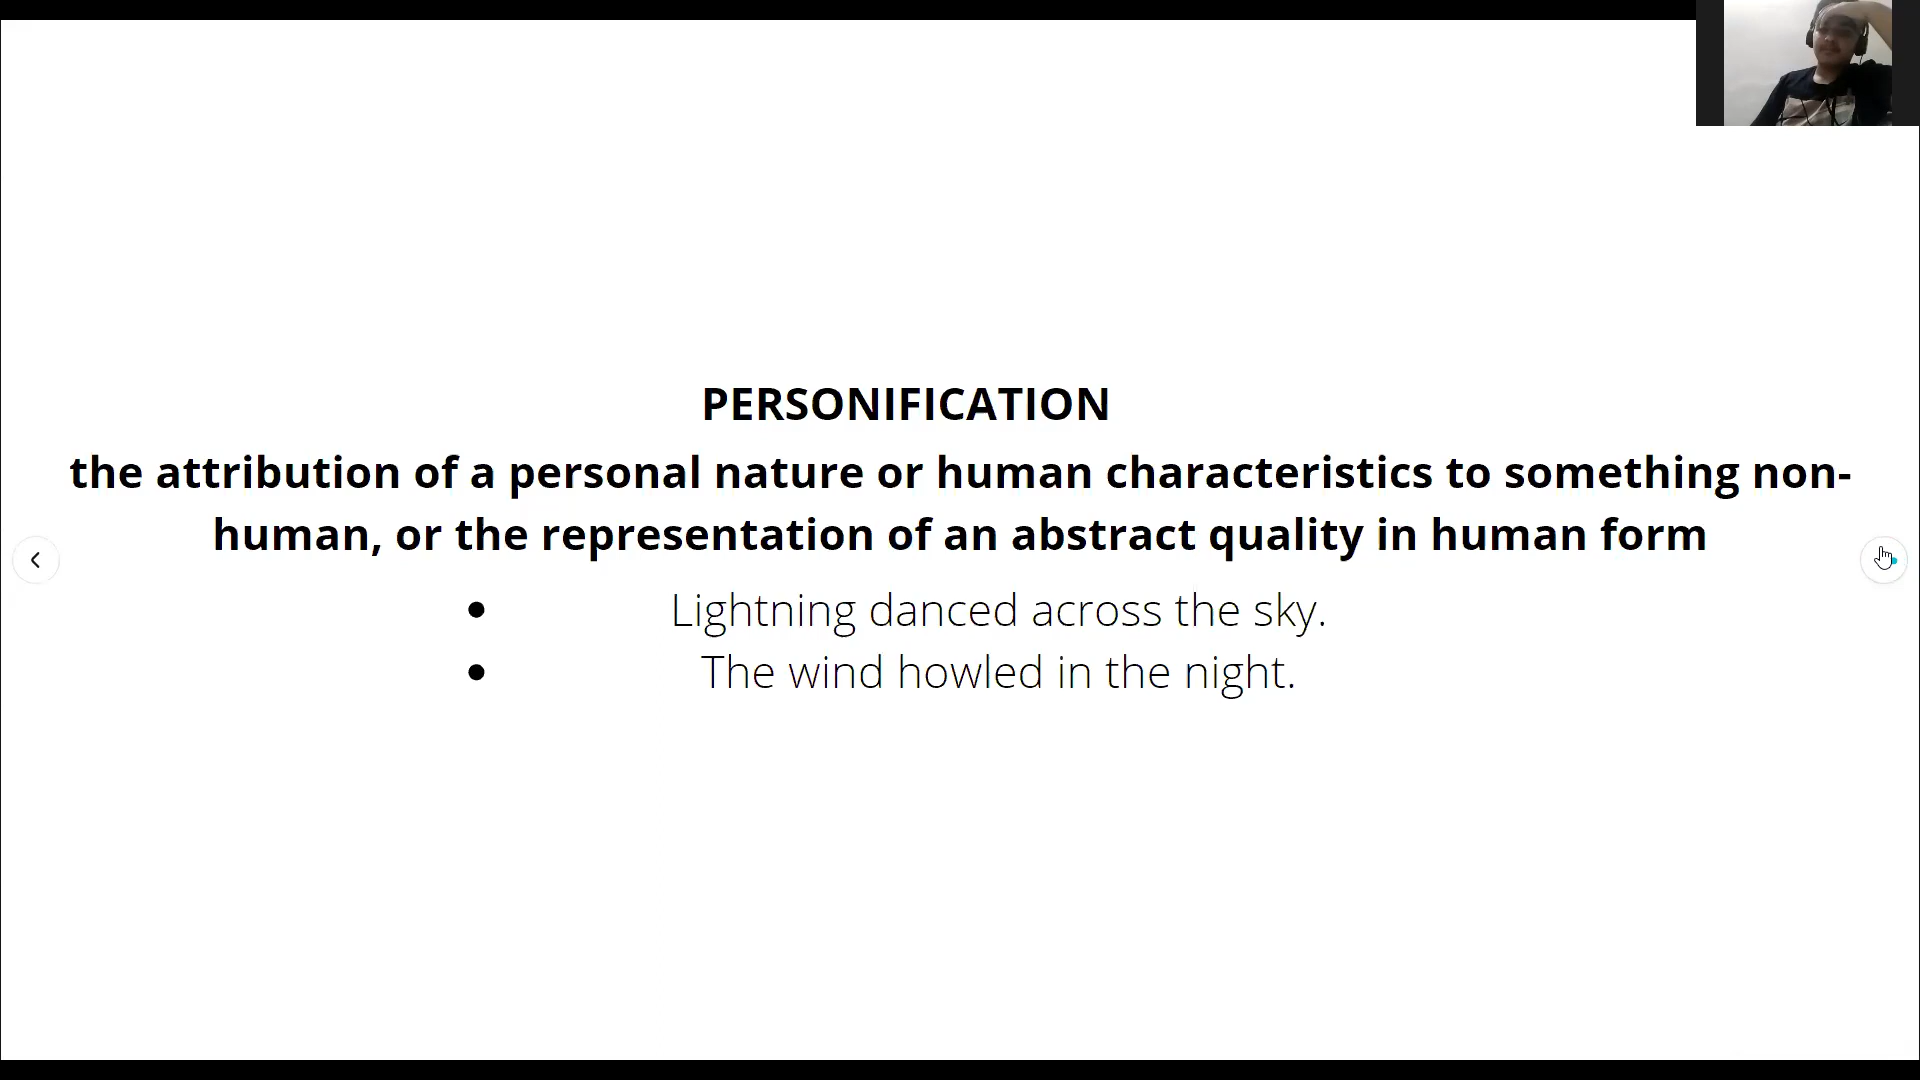 PERSONIFICATION
the attribution of a personal nature or human characteristics to something non-
human, or the representation of an abstract quality in human form
• Lightning danced across the sky.
• The wind howled in the night.